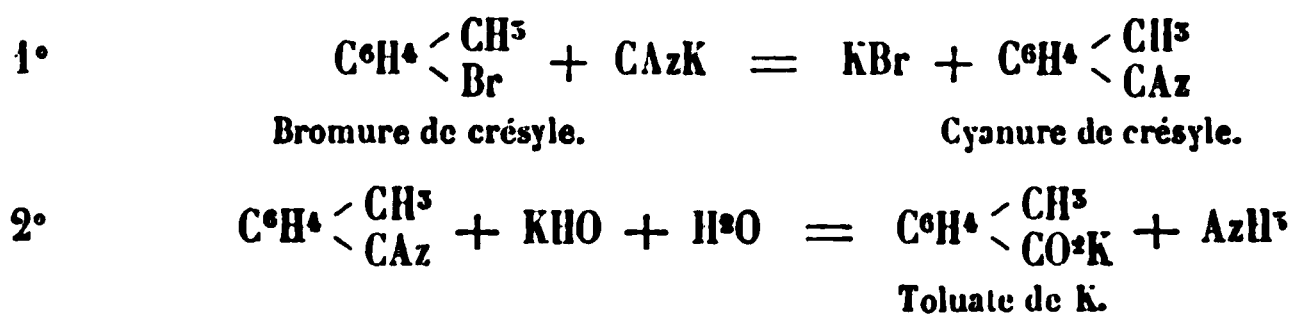 1° C⁶H⁴ < CH³ Br + CAzK = KBr + C⁶H⁴ < CH³ CAz
Bromure de crésyle. Cyanure de crésyle.
2° C⁶H⁴ < CH³ CAz + KHO + H²O = C⁶H⁴ < CH³ CO²K + AzH³
Toluate de K.